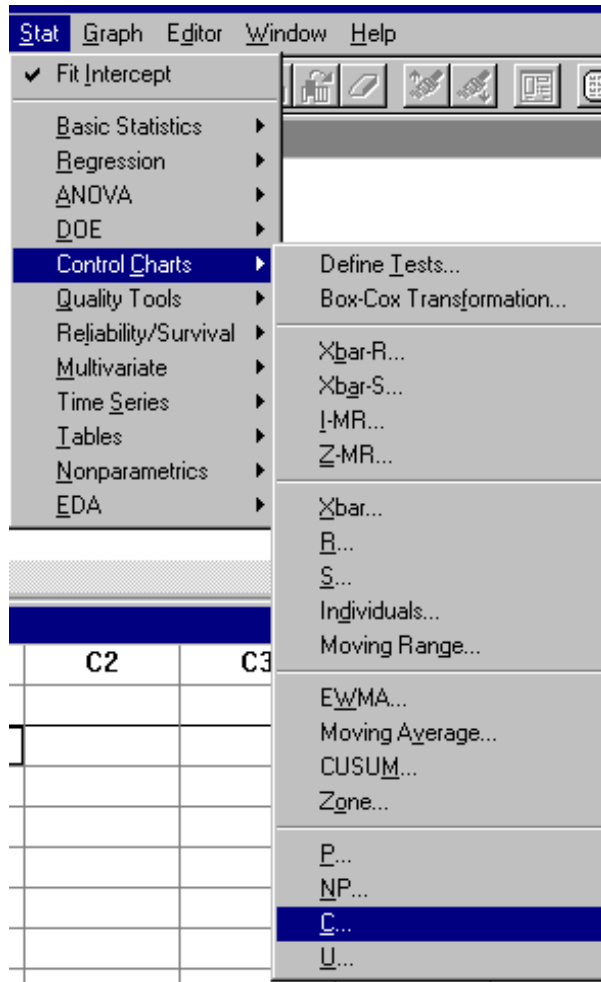 Stat Graph Editor Window Help
Fit Intercept
Basic Statistics
Regression
ANOVA
DOE
Control Charts
Quality Tools
Reliability/Survival
Multivariate
Time Series
Tables
Nonparametrics
EDA
Define Tests...
Box-Cox Transformation...
Xbar-R...
Xbar-S...
I-MR...
Z-MR...
Xbar...
R...
S...
Individuals...
Moving Range...
EWMA...
Moving Average...
CUSUM...
Zone...
P...
NP...
C...
U...
C2 C3